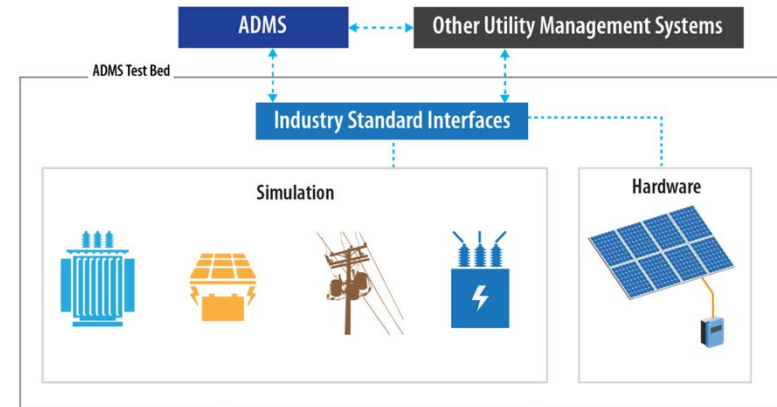 ADMS
Other Utility Management Systems
ADMS Test Bed
Industry Standard Interfaces
Simulation
Hardware